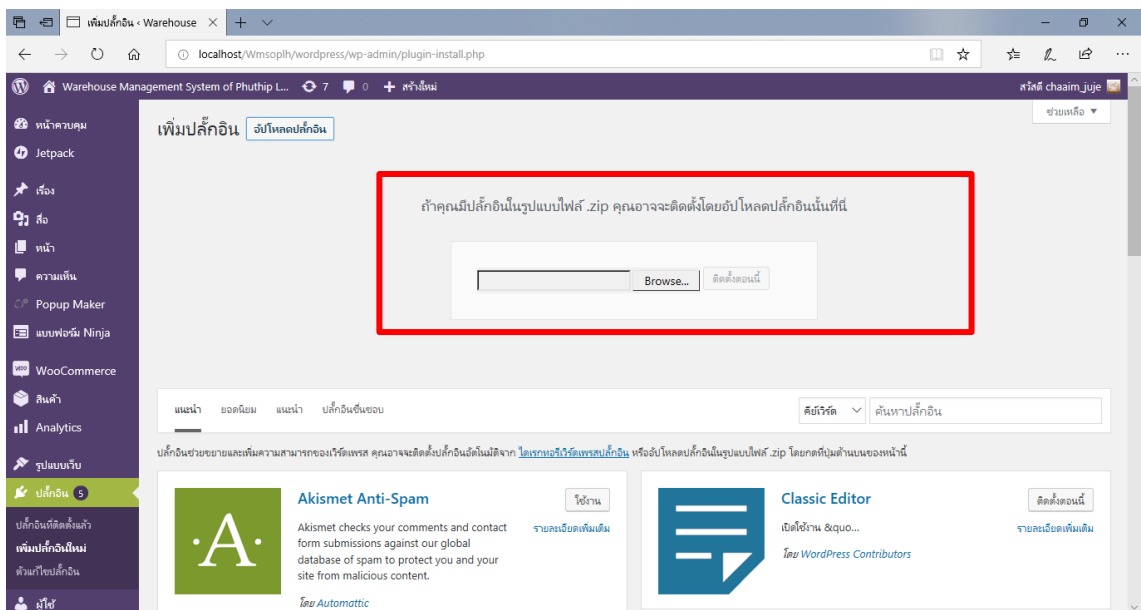 เพิ่มปลั๊กอิน ‹ Warehouse
localhost/Wmsoplh/wordpress/wp-admin/plugin-install.php
Warehouse Management System of Phuthip L... 7 0 + สร้างใหม่ สวัสดี chaaim_juje
ช่วยเหลือ
หน้าควบคุม
Jetpack
เรื่อง
สื่อ
หน้า
ความเห็น
Popup Maker
แบบฟอร์ม Ninja
WooCommerce
สินค้า
Analytics
รูปแบบเว็บ
ปลั๊กอิน 5
ปลั๊กอินที่ติดตั้งแล้ว
เพิ่มปลั๊กอินใหม่
ตัวแก้ไขปลั๊กอิน
ผู้ใช้
เพิ่มปลั๊กอิน อัปโหลดปลั๊กอิน
ถ้าคุณมีปลั๊กอินในรูปแบบไฟล์ .zip คุณอาจจะติดตั้งโดยอัปโหลดปลั๊กอินนั้นที่นี่
Browse... ติดตั้งตอนนี้
แนะนำ ยอดนิยม แนะนำ ปลั๊กอินชื่นชอบ คีย์เวิร์ด ค้นหาปลั๊กอิน
ปลั๊กอินช่วยขยายและเพิ่มความสามารถของเวิร์ดเพรส คุณอาจจะติดตั้งปลั๊กอินอัตโนมัติจาก ไดเรกทอรีเวิร์ดเพรสปลั๊กอิน หรืออัปโหลดปลั๊กอินในรูปแบบไฟล์ .zip โดยกดที่ปุ่มด้านบนของหน้านี้
Akismet Anti-Spam ใช้งาน
Akismet checks your comments and contact รายละเอียดเพิ่มเติม
form submissions against our global
database of spam to protect you and your
site from malicious content.
โดย Automattic
Classic Editor ติดตั้งตอนนี้
เปิดใช้งาน &quo... รายละเอียดเพิ่มเติม
โดย WordPress Contributors